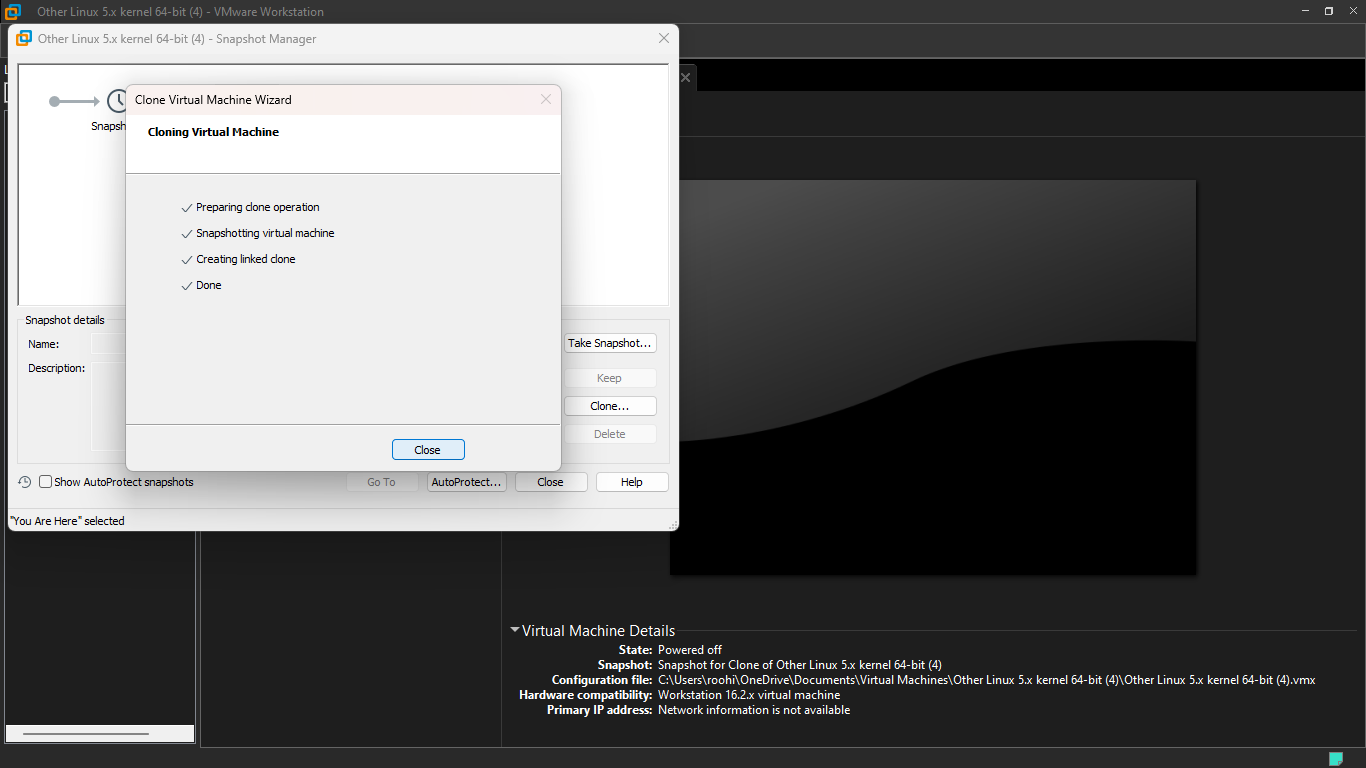 Other Linux 5.x kernel 64-bit (4) - VMware Workstation
Other Linux 5.x kernel 64-bit (4) - Snapshot Manager
Clone Virtual Machine Wizard
Cloning Virtual Machine
Preparing clone operation
Snapshotting virtual machine
Creating linked clone
Done
Close
Snapshot details
Name:
Description:
Take Snapshot...
Keep
Clone...
Delete
Show AutoProtect snapshots
Go To
AutoProtect...
Close
Help
"You Are Here" selected
Virtual Machine Details
State: Powered off
Snapshot: Snapshot for Clone of Other Linux 5.x kernel 64-bit (4)
Configuration file: C:\Users\roohi\OneDrive\Documents\Virtual Machines\Other Linux 5.x kernel 64-bit (4)\Other Linux 5.x kernel 64-bit (4).vmx
Hardware compatibility: Workstation 16.2.x virtual machine
Primary IP address: Network information is not available